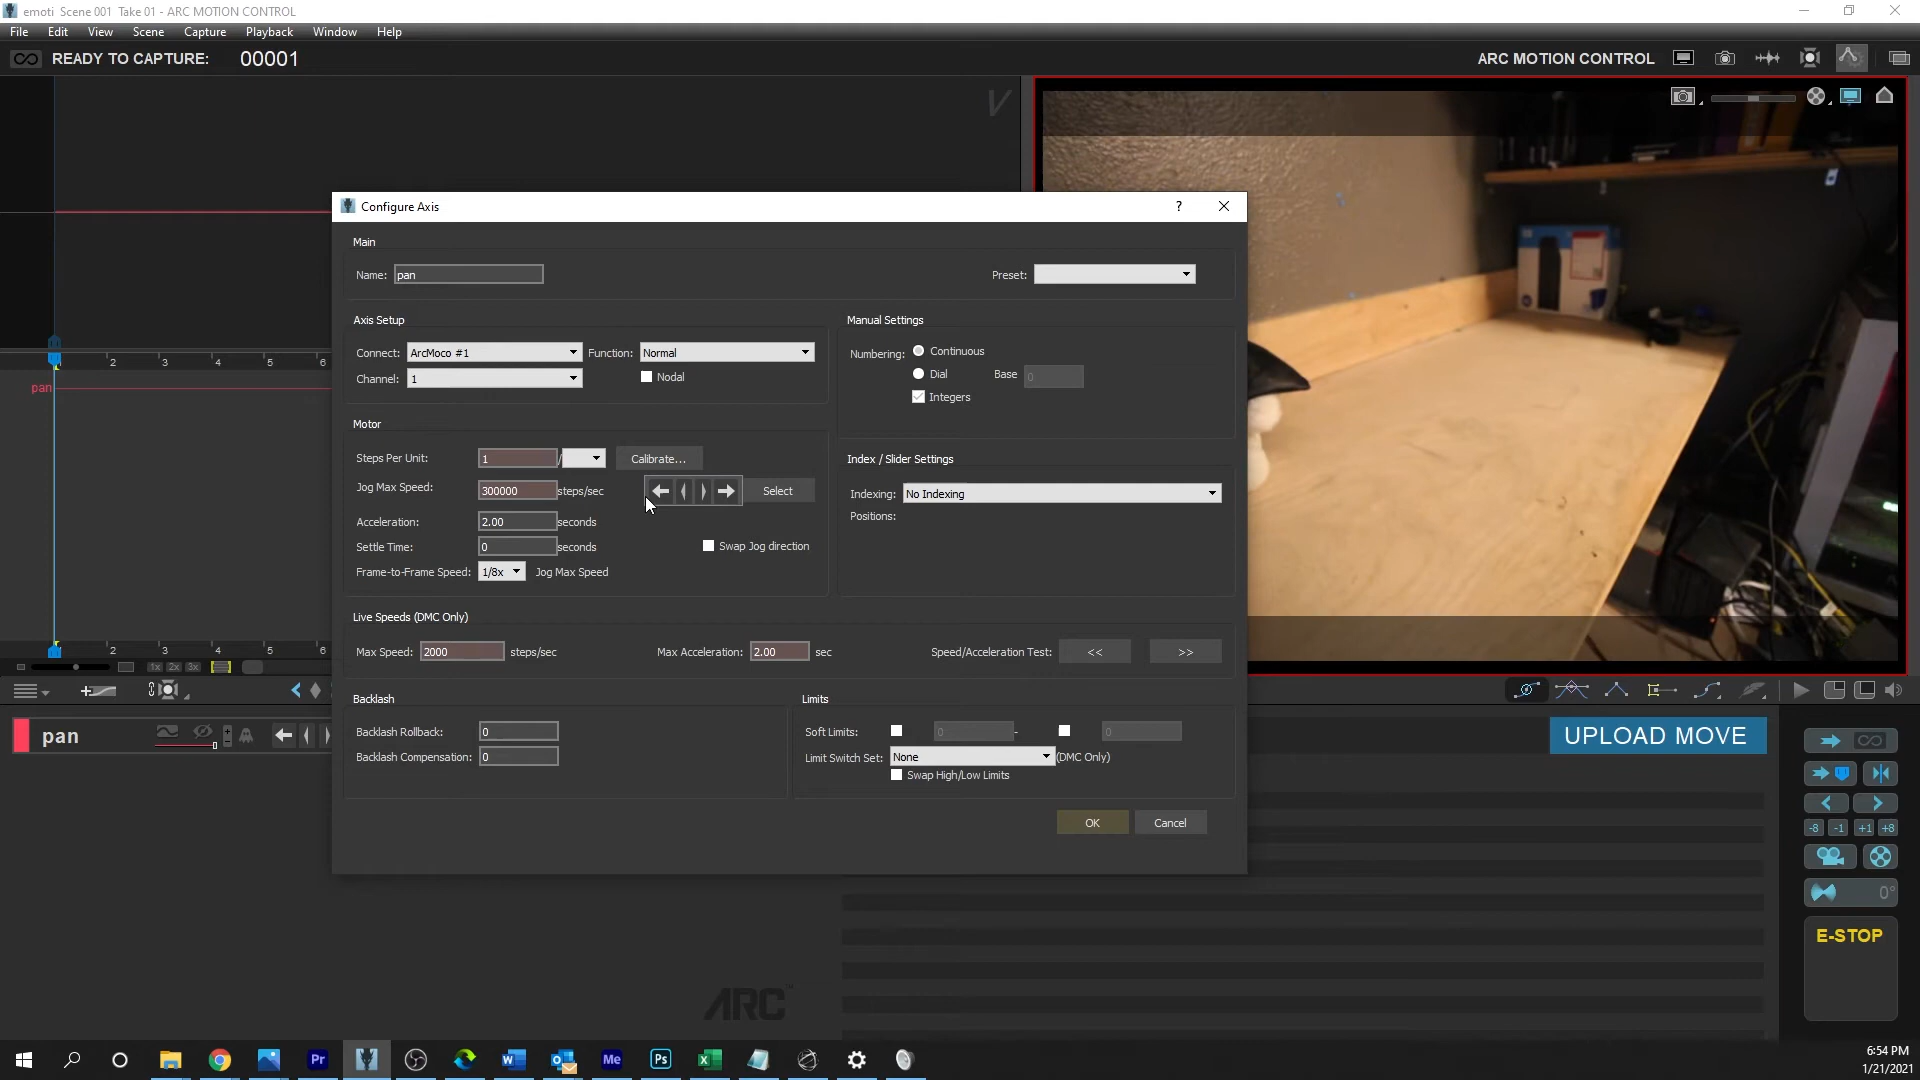 emoti  Scene 001  Take 01 - ARC MOTION CONTROL
File Edit View Scene Capture Playback Window Help
READY TO CAPTURE: 00001
ARC MOTION CONTROL
V
Configure Axis
?
Main
Name: pan
Preset:
Axis Setup
Connect: ArcMoco #1 Function: Normal
Channel: 1
Nodal
Manual Settings
Numbering: Continuous
Dial Base 0
Integers
Motor
Steps Per Unit: 1 / Calibrate...
Jog Max Speed: 300000 steps/sec Select
Acceleration: 2.00 seconds
Settle Time: 0 seconds
Swap Jog direction
Frame-to-Frame Speed: 1/8x Jog Max Speed
Index / Slider Settings
Indexing: No Indexing
Positions:
Live Speeds (DMC Only)
Max Speed: 2000 steps/sec Max Acceleration: 2.00 sec Speed/Acceleration Test: << >>
Backlash
Backlash Rollback: 0
Backlash Compensation: 0
Limits
Soft Limits: 0 - 0
Limit Switch Set: None (DMC Only)
Swap High/Low Limits
OK Cancel
2 3 4 5 6
pan
2 3 4 5 6
1x 2x 3x
pan
UPLOAD MOVE
-8 -1 +1 +8
0°
E-STOP
ARC
Pr Me Ps
6:54 PM
1/21/2021